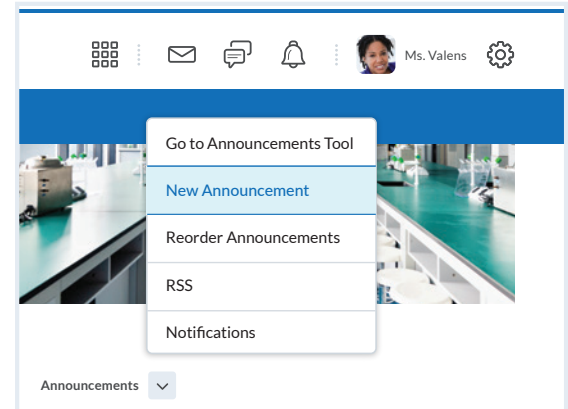 Ms. Valens
Go to Announcements Tool
New Announcement
Reorder Announcements
RSS
Notifications
Announcements